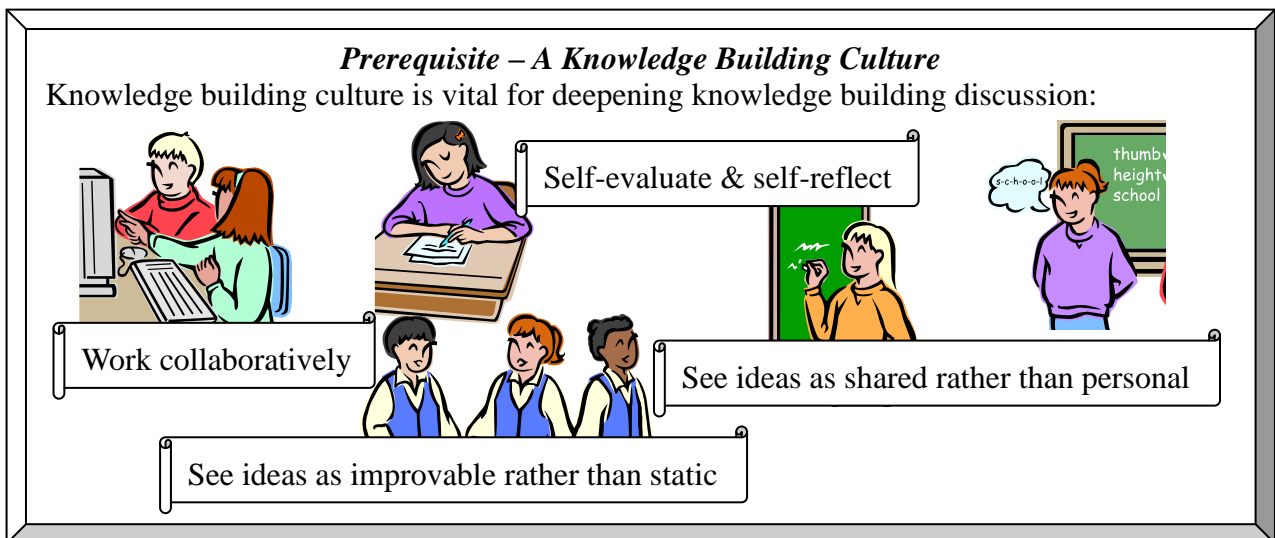 Prerequisite – A Knowledge Building Culture
Knowledge building culture is vital for deepening knowledge building discussion:
Self-evaluate & self-reflect
s-c-h-o-o-l
school
Work collaboratively
See ideas as shared rather than personal
See ideas as improvable rather than static